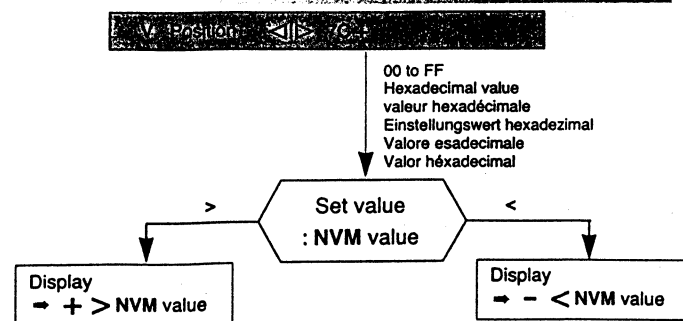 V. Position <||>
00 to FF
Hexadecimal value
valeur hexadécimale
Einstellungswert hexadezimal
Valore esadecimale
Valor héxadecimal
> Set value <
: NVM value
Display
➡ + > NVM value
Display
➡ - < NVM value